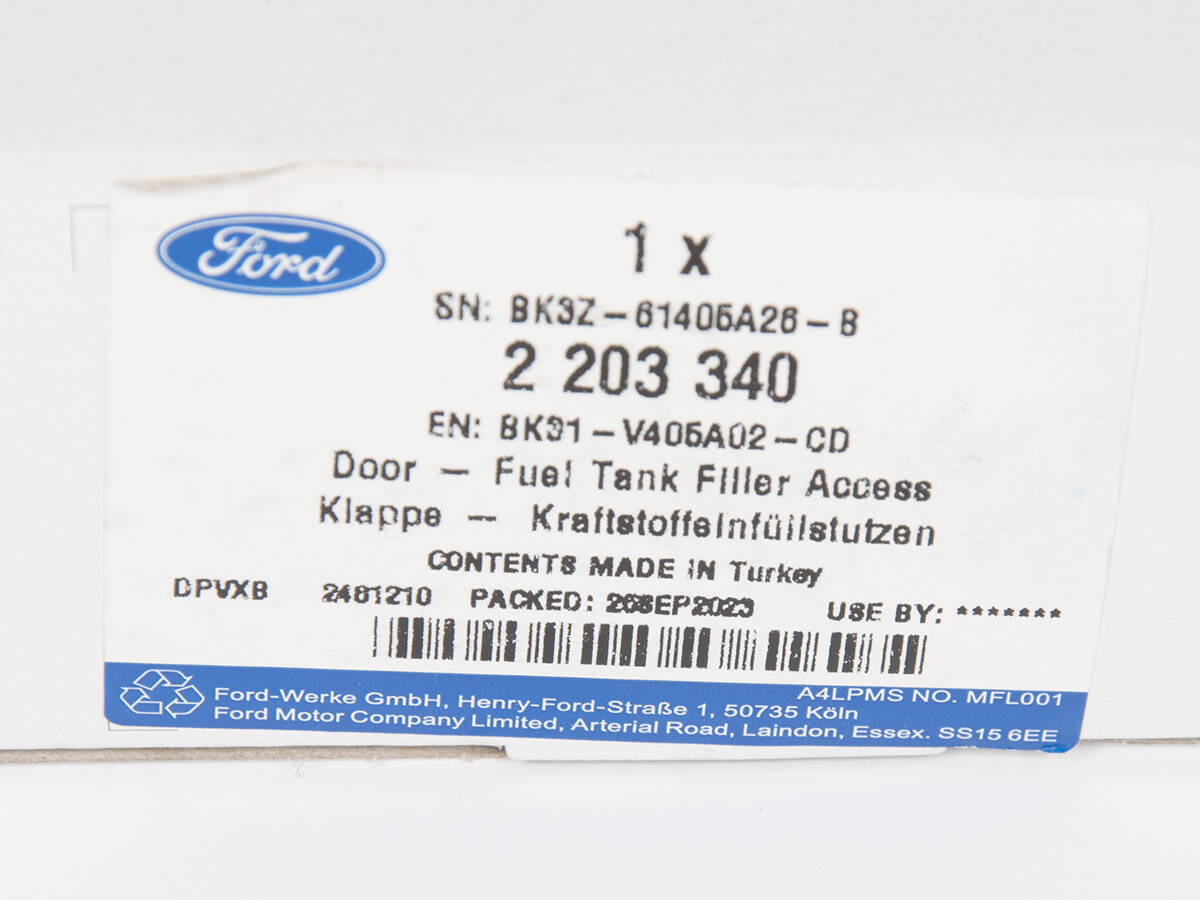 Ford
1 x
SN: BK3Z-61405A26-B
2 203 340
EN: BK31-V405A02-CD
Door - Fuel Tank Filler Access
Klappe - Kraftstoffeinfüllstutzen
CONTENTS MADE IN Turkey
DPVXB 2481210 PACKED: 26SEP2023 USE BY: *******
A4LPMS NO. MFL001
Ford-Werke GmbH, Henry-Ford-Straße 1, 50735 Köln
Ford Motor Company Limited, Arterial Road, Laindon, Essex. SS15 6EE